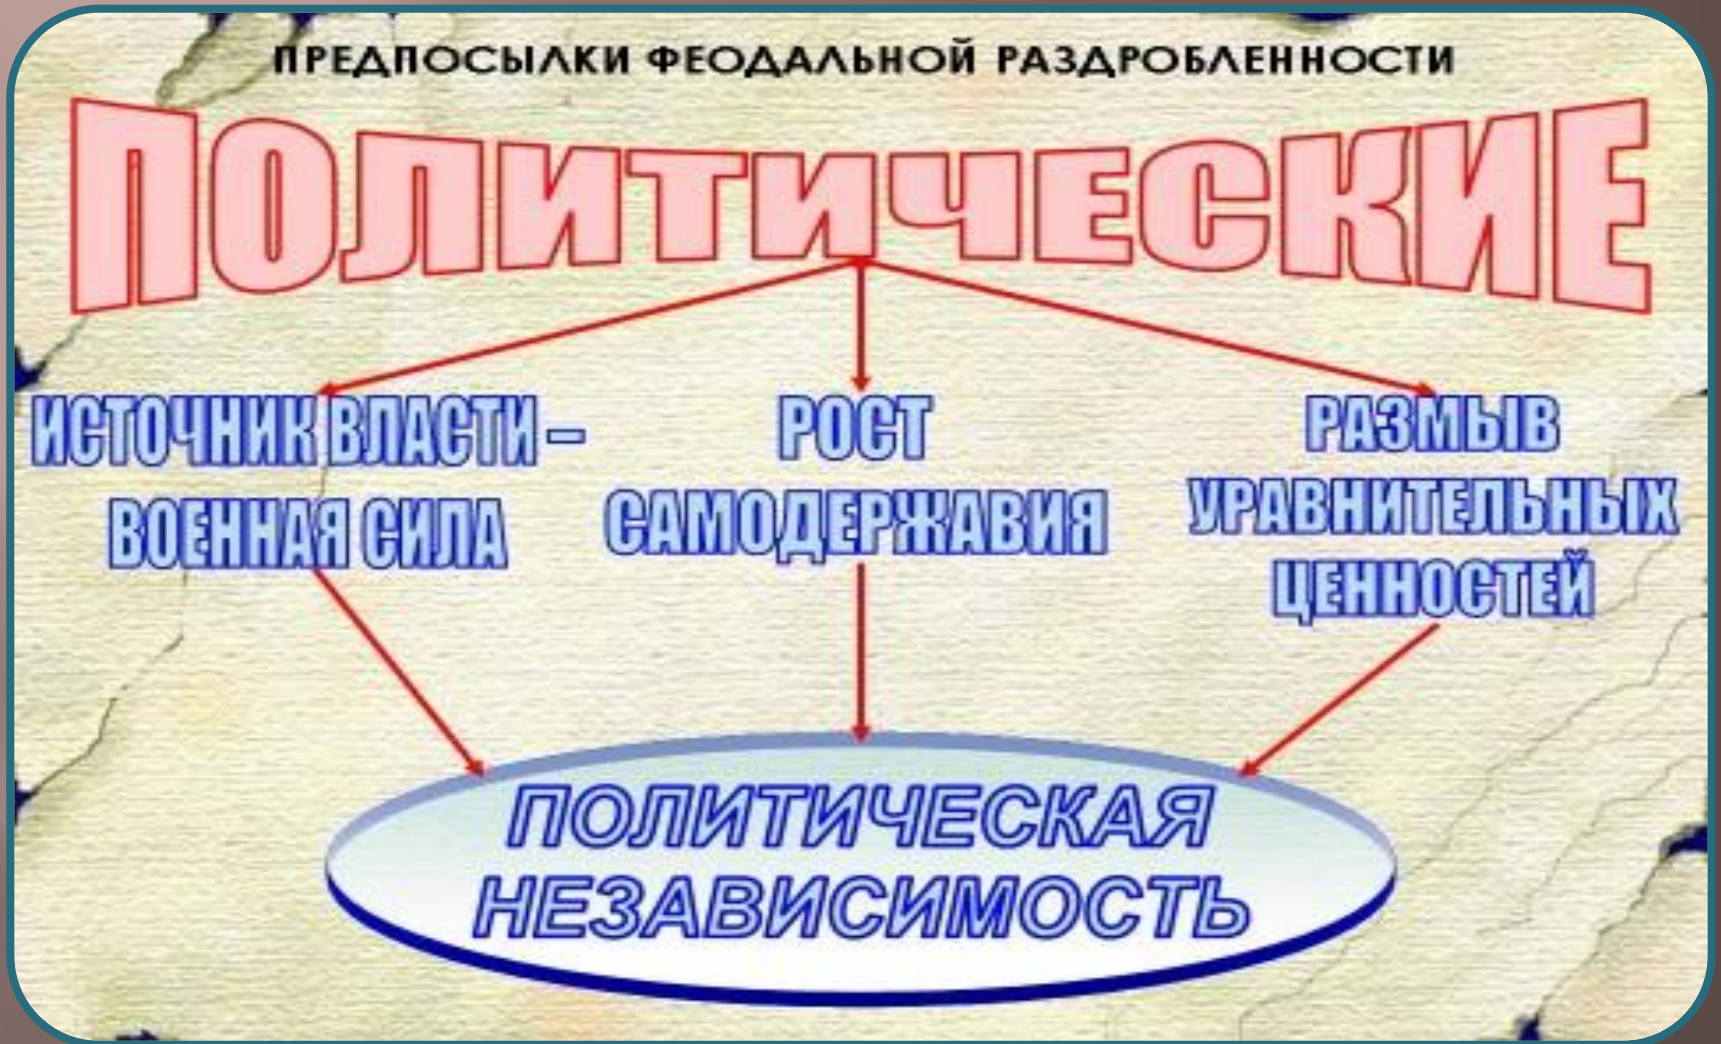 ПРЕДПОСЫЛКИ ФЕОДАЛЬНОЙ РАЗДРОБЛЕННОСТИ
ПОЛИТИЧЕСКИЕ
ИСТОЧНИК ВЛАСТИ –
ВОЕННАЯ СИЛА
РОСТ
САМОДЕРЖАВИЯ
РАЗМЫВ
УРАВНИТЕЛЬНЫХ
ЦЕННОСТЕЙ
ПОЛИТИЧЕСКАЯ
НЕЗАВИСИМОСТЬ